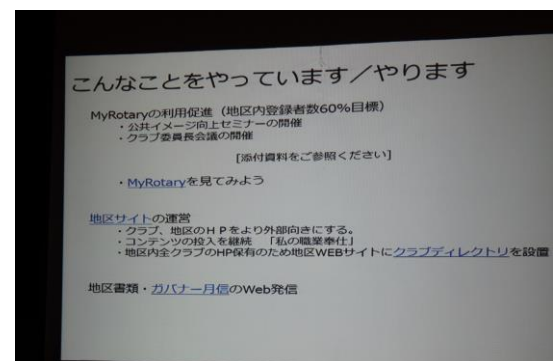 こんなことをやっています／やります
MyRotaryの利用促進（地区内登録者数60%目標）
・公共イメージ向上セミナーの開催
・クラブ委員長会議の開催
[添付資料をご参照ください]
・MyRotaryを見てみよう
地区サイトの運営
・クラブ、地区のＨＰをより外部向きにする。
・コンテンツの投入を継続　「私の職業奉仕」
・地区内全クラブのHP保有のため地区WEBサイトにクラブディレクトリを設置
地区書類・ガバナー月信のWeb発信